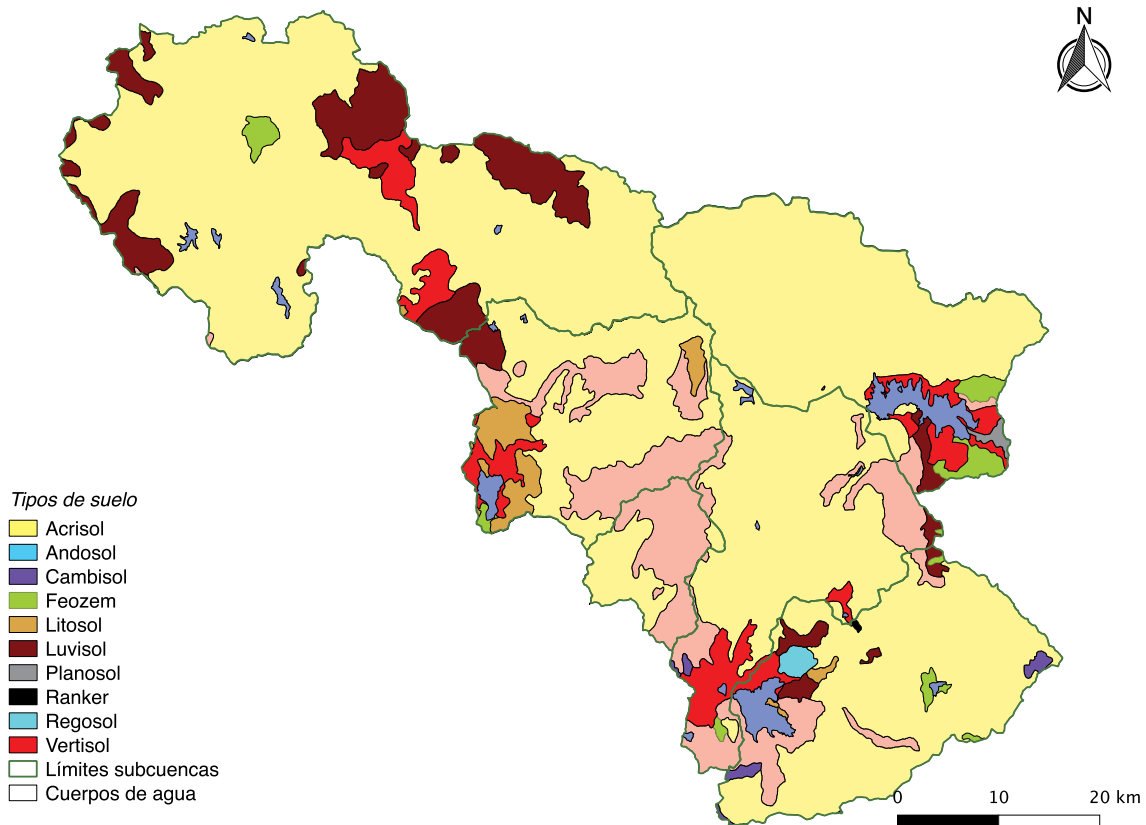 N
Tipos de suelo
Acrisol
Andosol
Cambisol
Feozem
Litosol
Luvisol
Planosol
Ranker
Regosol
Vertisol
Límites subcuencas
Cuerpos de agua
0 10 20 km